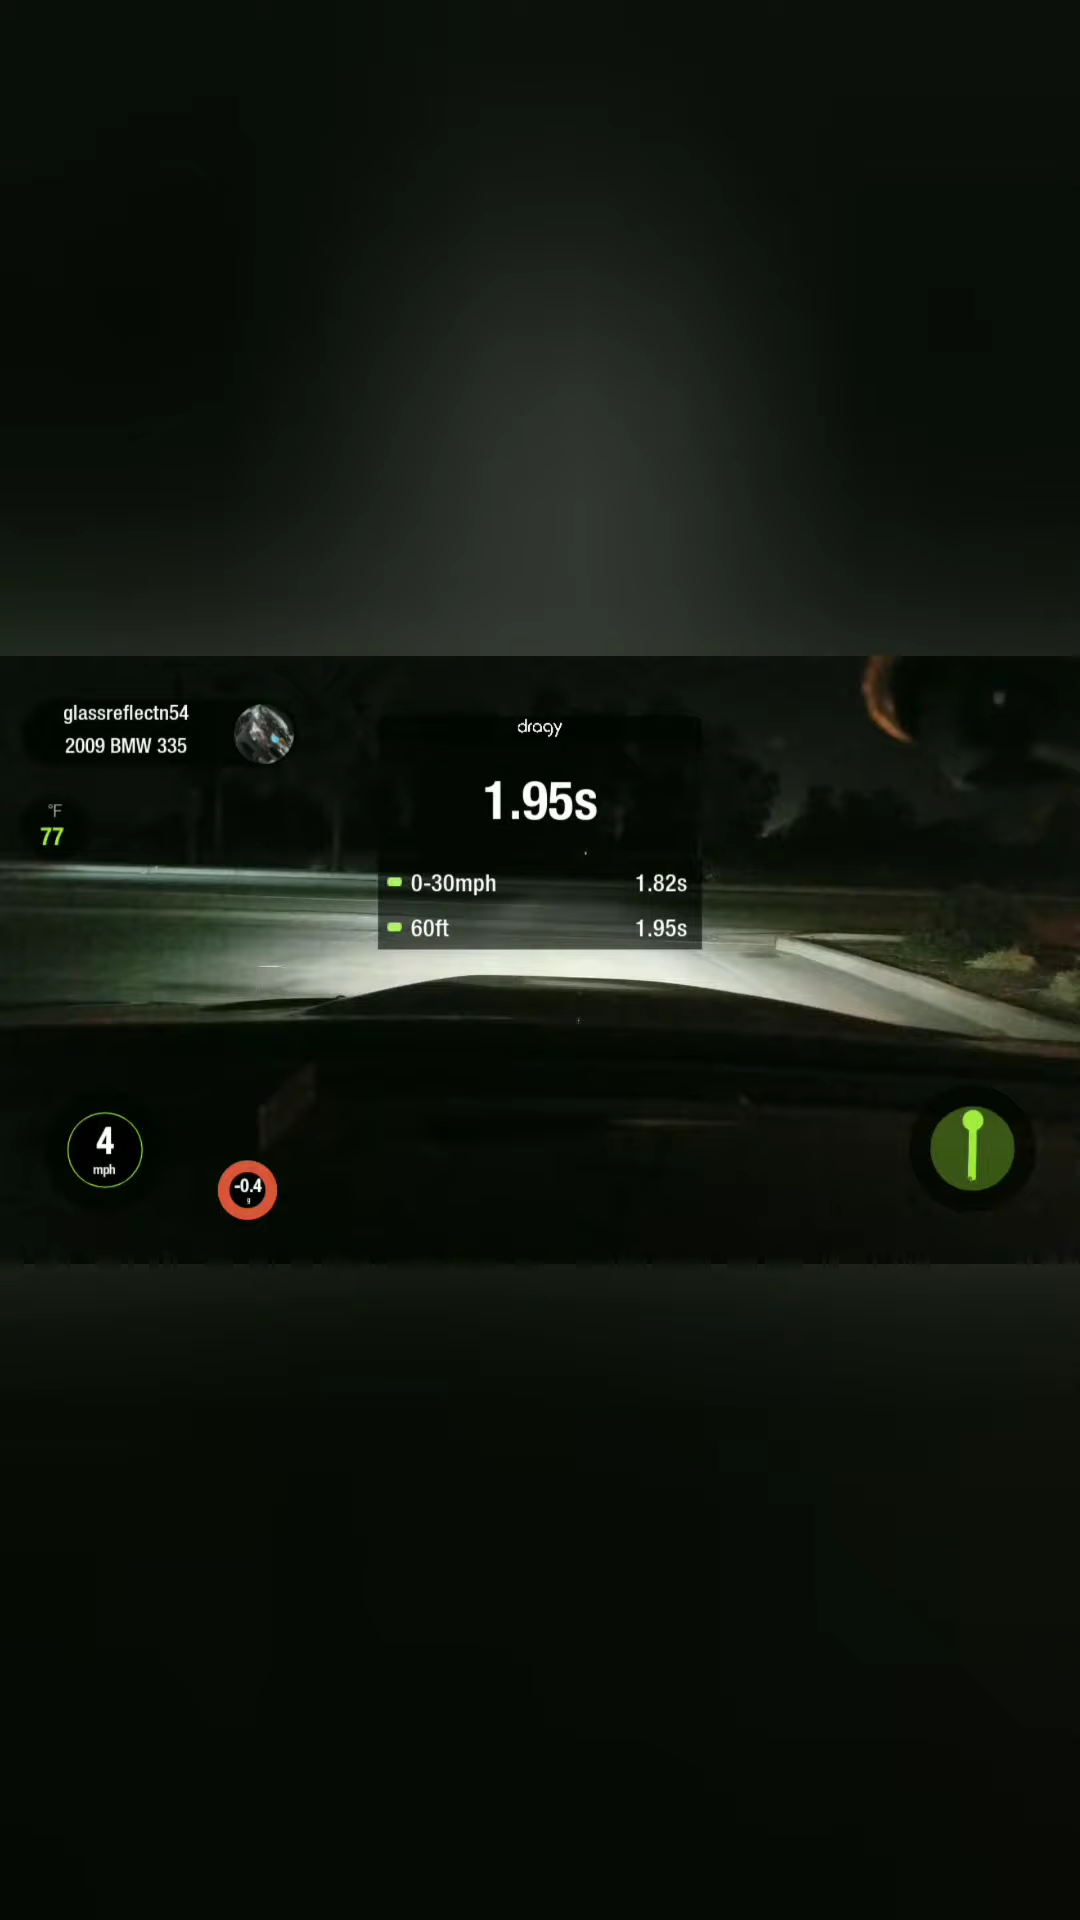 glassreflectn54
2009 BMW 335
°F
77
dragy
1.95s
0-30mph 1.82s
60ft 1.95s
4
mph
-0.4
g